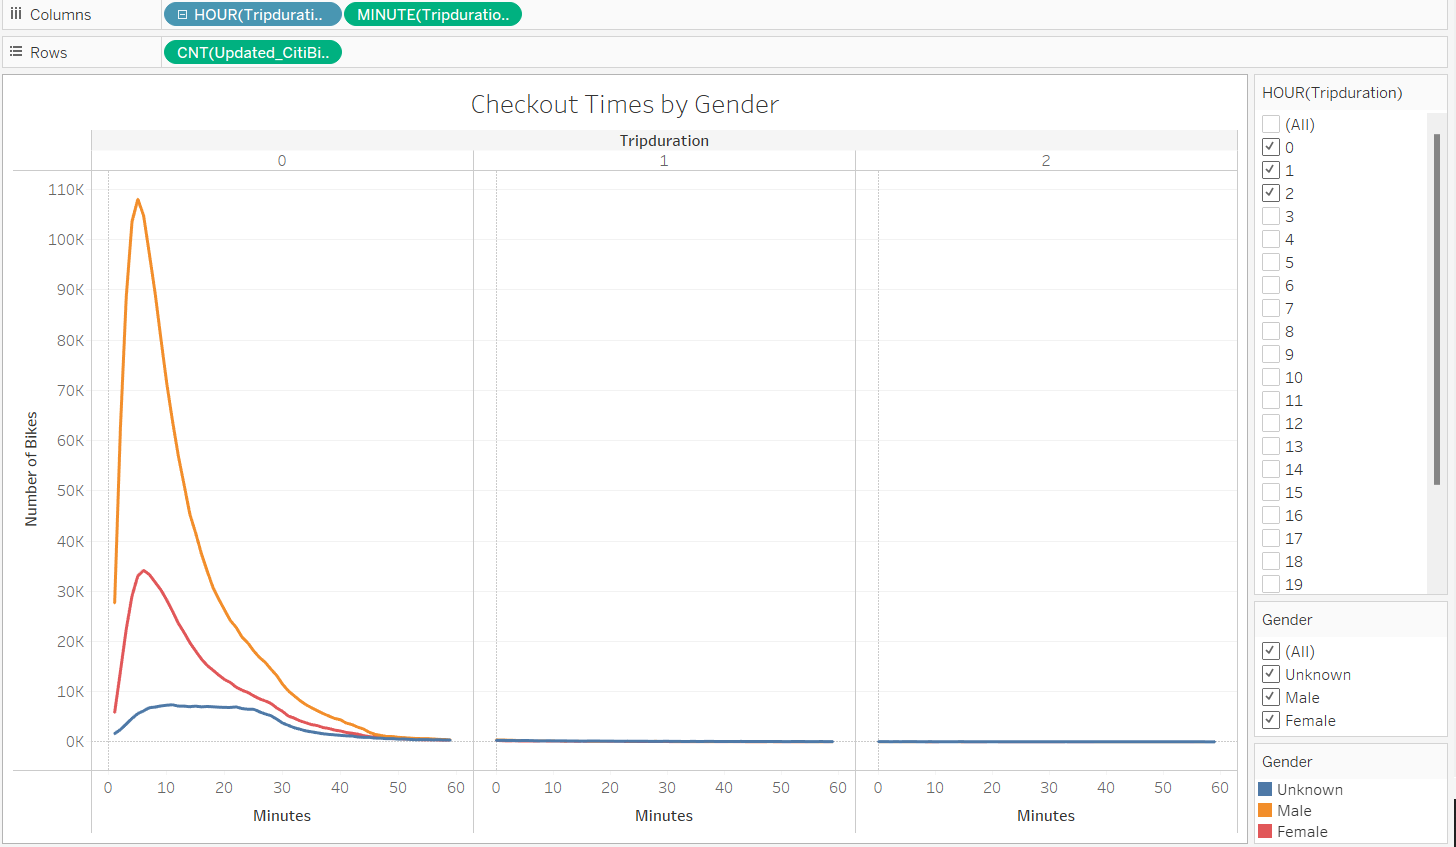 Columns HOUR(Tripdurati.. MINUTE(Tripduratio..
Rows CNT(Updated_CitiBi..
Checkout Times by Gender
Tripduration
0 1 2
110K
100K
90K
80K
70K
60K
50K
40K
30K
20K
10K
0K
Number of Bikes
0 10 20 30 40 50 60 0 10 20 30 40 50 60 0 10 20 30 40 50 60
Minutes Minutes Minutes
HOUR(Tripduration)
(All)
0
1
2
3
4
5
6
7
8
9
10
11
12
13
14
15
16
17
18
19
Gender
(All)
Unknown
Male
Female
Gender
Unknown
Male
Female